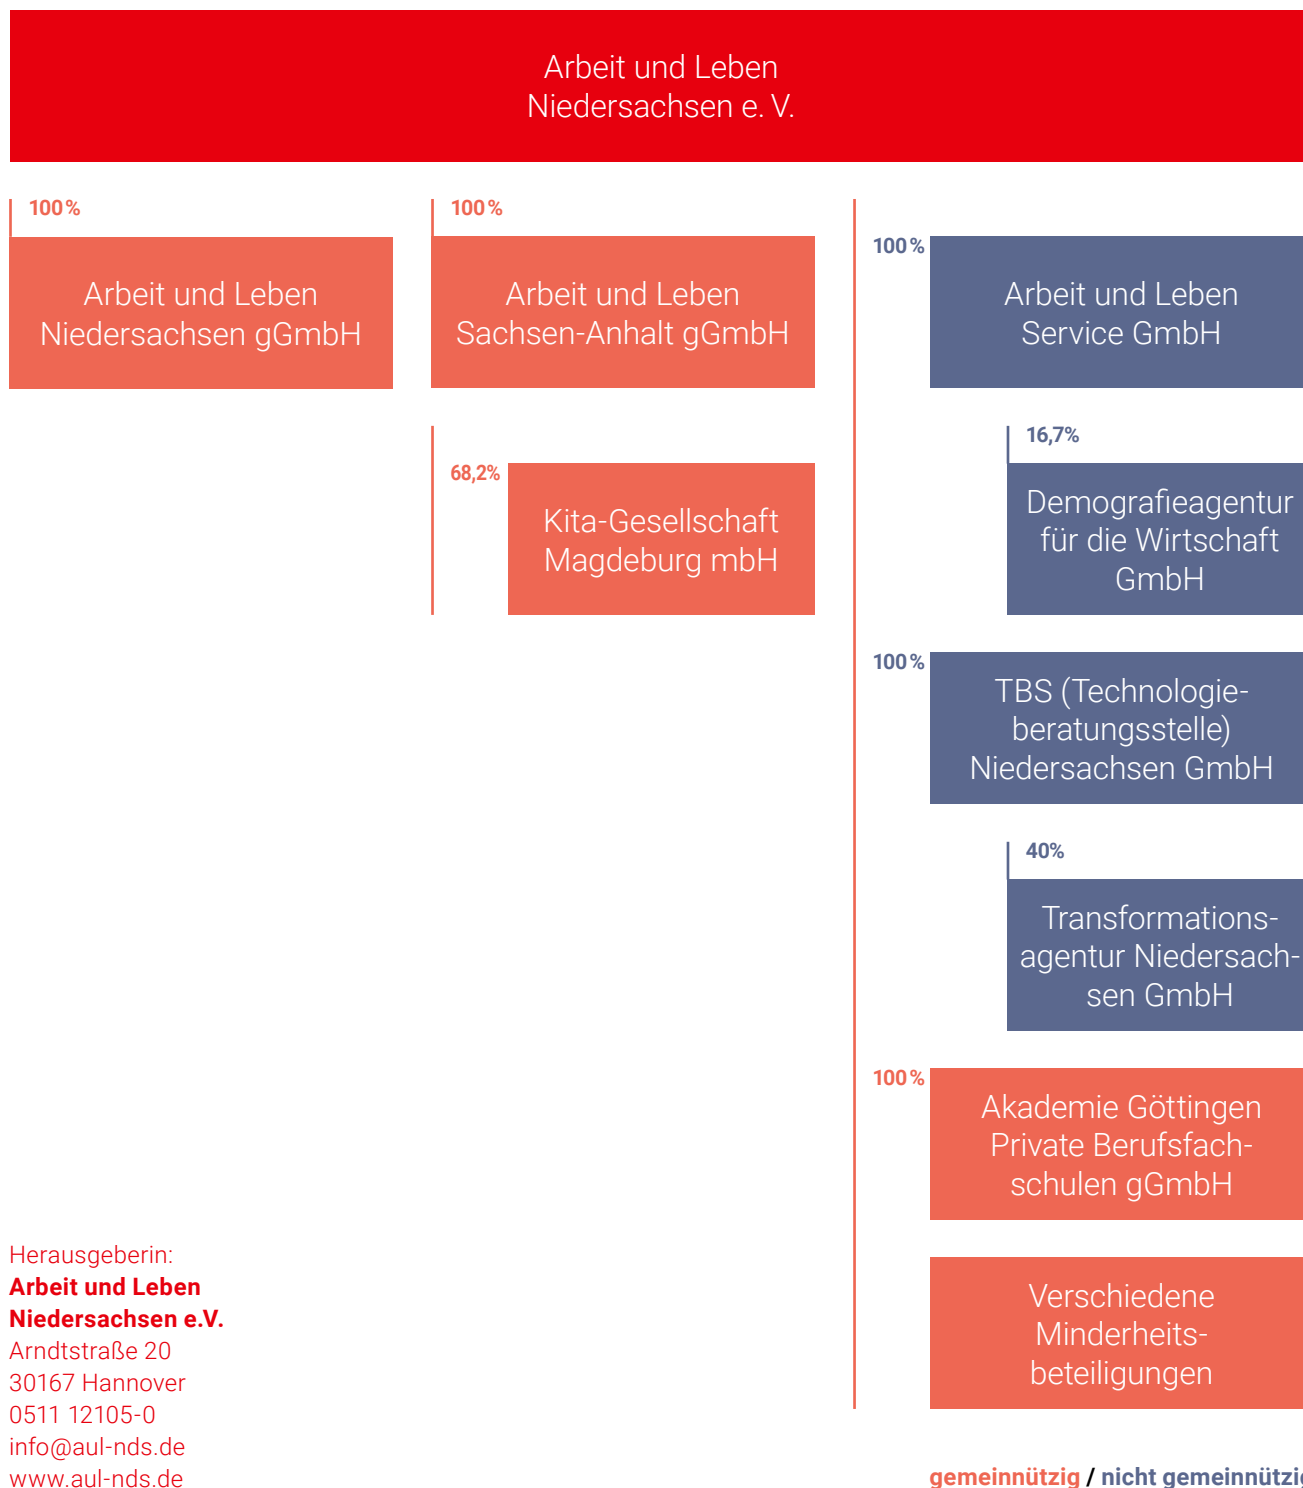 Arbeit und Leben
Niedersachsen e. V.
100 %
Arbeit und Leben
Niedersachsen gGmbH
100 %
Arbeit und Leben
Sachsen-Anhalt gGmbH
68,2%
Kita-Gesellschaft
Magdeburg mbH
100 %
Arbeit und Leben
Service GmbH
16,7%
Demografieagentur
für die Wirtschaft
GmbH
100 %
TBS (Technologie-
beratungsstelle)
Niedersachsen GmbH
40%
Transformations-
agentur Niedersach-
sen GmbH
100 %
Akademie Göttingen
Private Berufsfach-
schulen gGmbH
Verschiedene
Minderheits-
beteiligungen
Herausgeberin:
Arbeit und Leben
Niedersachsen e.V.
Arndtstraße 20
30167 Hannover
0511 12105-0
info@aul-nds.de
www.aul-nds.de
gemeinnützig / nicht gemeinnützig